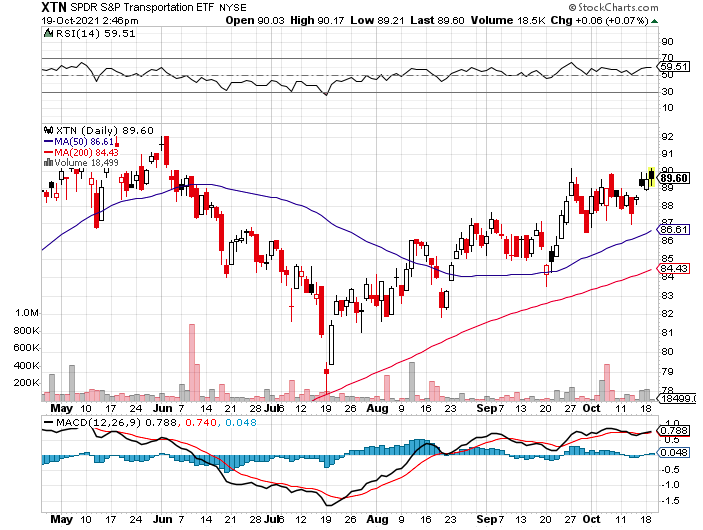 XTN SPDR S&P Transportation ETF NYSE © StockCharts.com
19-Oct-2021 2:46pm Open 90.03 High 90.17 Low 89.21 Last 89.60 Volume 18.5K Chg +0.06 (+0.07%)
RSI(14) 59.51
90
70
59.51
50
30
10
XTN (Daily) 89.60
MA(50) 86.61
MA(200) 84.43
Volume 18,499
92
91
90
89.60
89
88
87
86.61
86
85
84.43
84
83
1.0M 82
800K 81
600K 80
400K 79
200K
78
18499.0
May 10 17 24 Jun 7 14 21 28 Jul 6 12 19 26 Aug 9 16 23 Sep 7 13 20 27 Oct 11 18
MACD(12,26,9) 0.788, 0.740, 0.048
0.788
0.5
0.048
-0.5
-1.0
-1.5
May 10 17 24 Jun 7 14 21 28 Jul 6 12 19 26 Aug 9 16 23 Sep 7 13 20 27 Oct 11 18